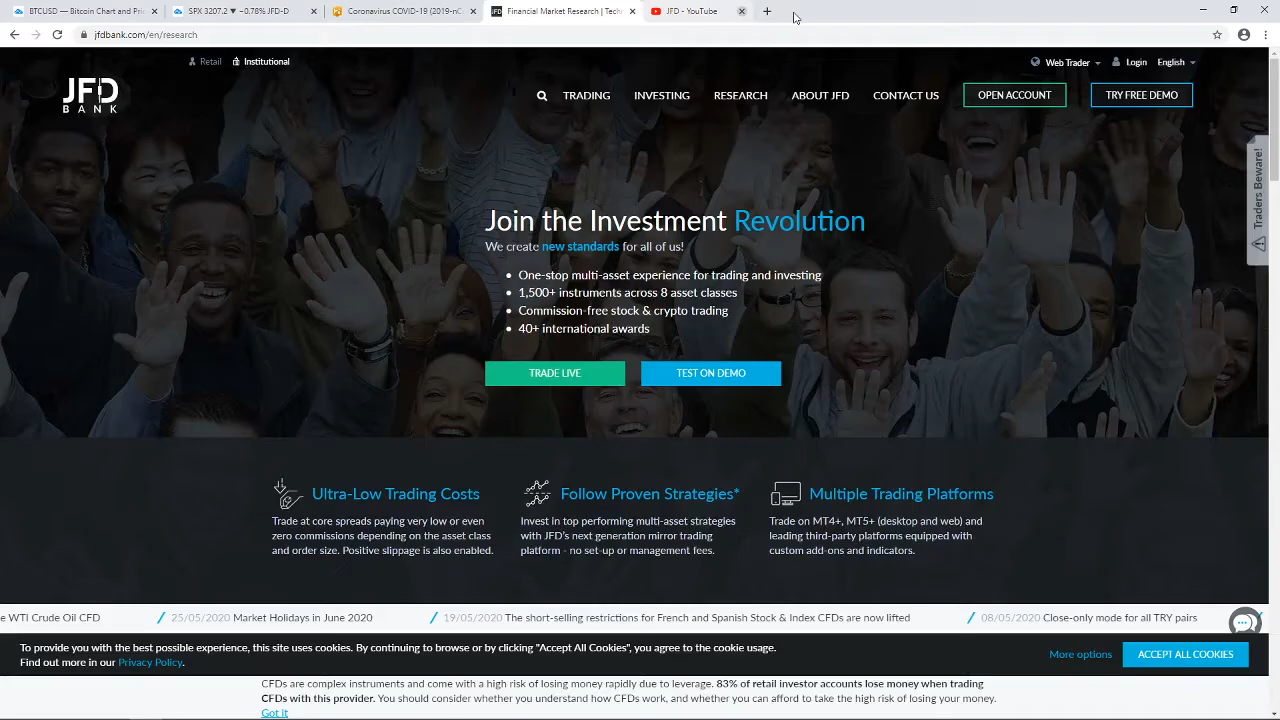 BTCUSD — Bitcoin Chart and Pric
SPX 3207.2 ▼ −0.78% JFD-D
Coronavirus COVID-19 (2019-nC
Financial Market Research | Tech
JFD - YouTube
jfdbank.com/en/research
Retail
Institutional
Web Trader
Login
English
JFD
BANK
TRADING
INVESTING
RESEARCH
ABOUT JFD
CONTACT US
OPEN ACCOUNT
TRY FREE DEMO
Traders Beware!
Join the Investment Revolution
We create new standards for all of us!
• One-stop multi-asset experience for trading and investing
• 1,500+ instruments across 8 asset classes
• Commission-free stock & crypto trading
• 40+ international awards
TRADE LIVE
TEST ON DEMO
Ultra-Low Trading Costs
Trade at core spreads paying very low or even
zero commissions depending on the asset class
and order size. Positive slippage is also enabled.
Follow Proven Strategies*
Invest in top performing multi-asset strategies
with JFD's next generation mirror trading
platform - no set-up or management fees.
Multiple Trading Platforms
Trade on MT4+, MT5+ (desktop and web) and
leading third-party platforms equipped with
custom add-ons and indicators.
e WTI Crude Oil CFD
25/05/2020 Market Holidays in June 2020
19/05/2020 The short-selling restrictions for French and Spanish Stock & Index CFDs are now lifted
08/05/2020 Close-only mode for all TRY pairs
To provide you with the best possible experience, this site uses cookies. By continuing to browse or by clicking "Accept All Cookies", you agree to the cookie usage.
Find out more in our Privacy Policy.
More options
ACCEPT ALL COOKIES
CFDs are complex instruments and come with a high risk of losing money rapidly due to leverage. 83% of retail investor accounts lose money when trading
CFDs with this provider. You should consider whether you understand how CFDs work, and whether you can afford to take the high risk of losing your money.
Got it